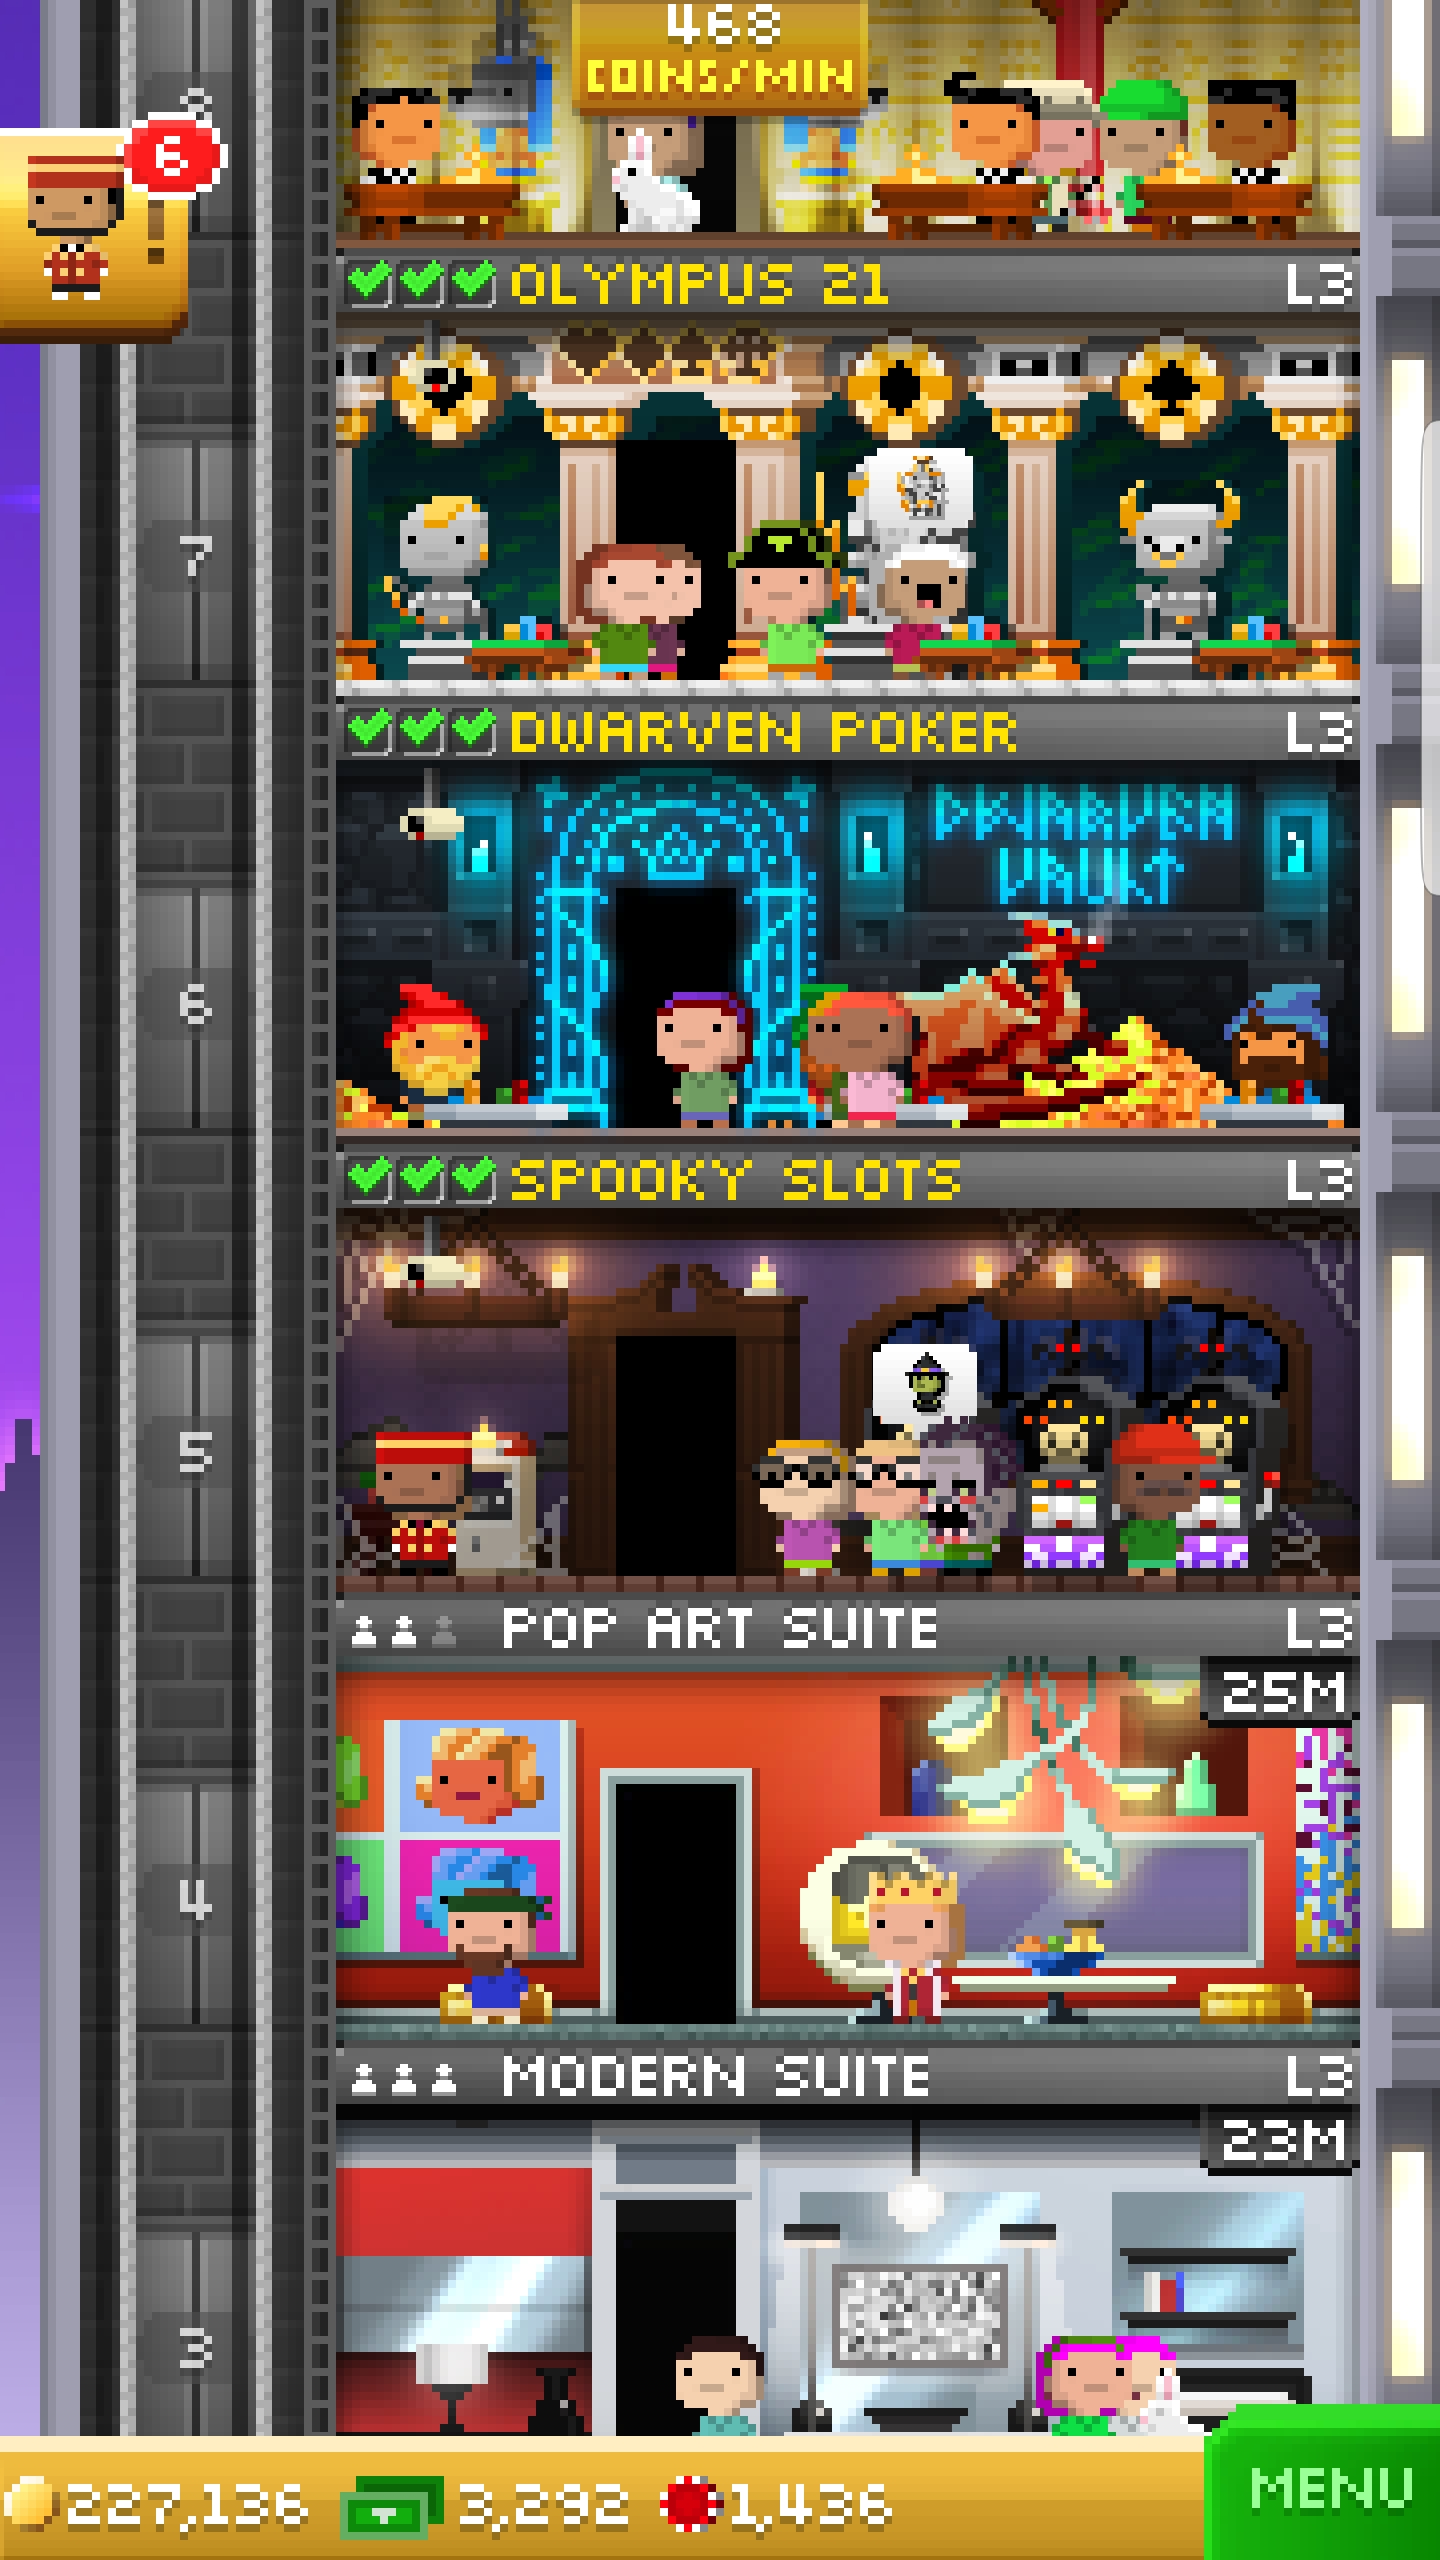 468
COINS/MIN
6
OLYMPUS 21 L3
7
DWARVEN POKER L3
DWARVEN
VAULT
6
SPOOKY SLOTS L3
5
POP ART SUITE L3
25M
4
MODERN SUITE L3
23M
3
227,136 3,292 1,436 MENU